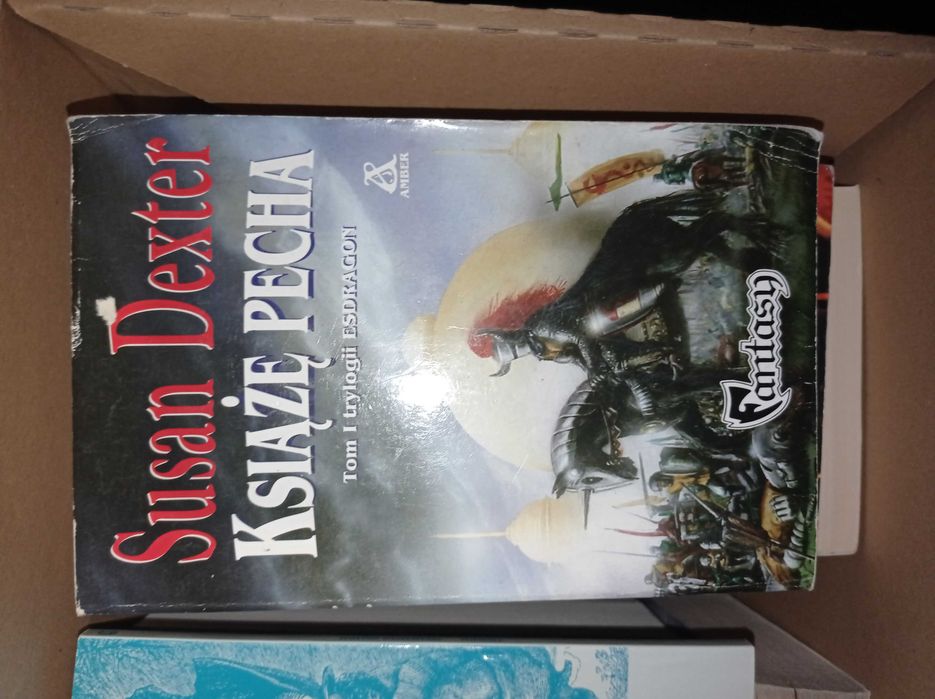 Susan Dexter
KSIĄŻĘ PECHA
Tom I trylogii ESDRAGON
AMBER
Fantasy